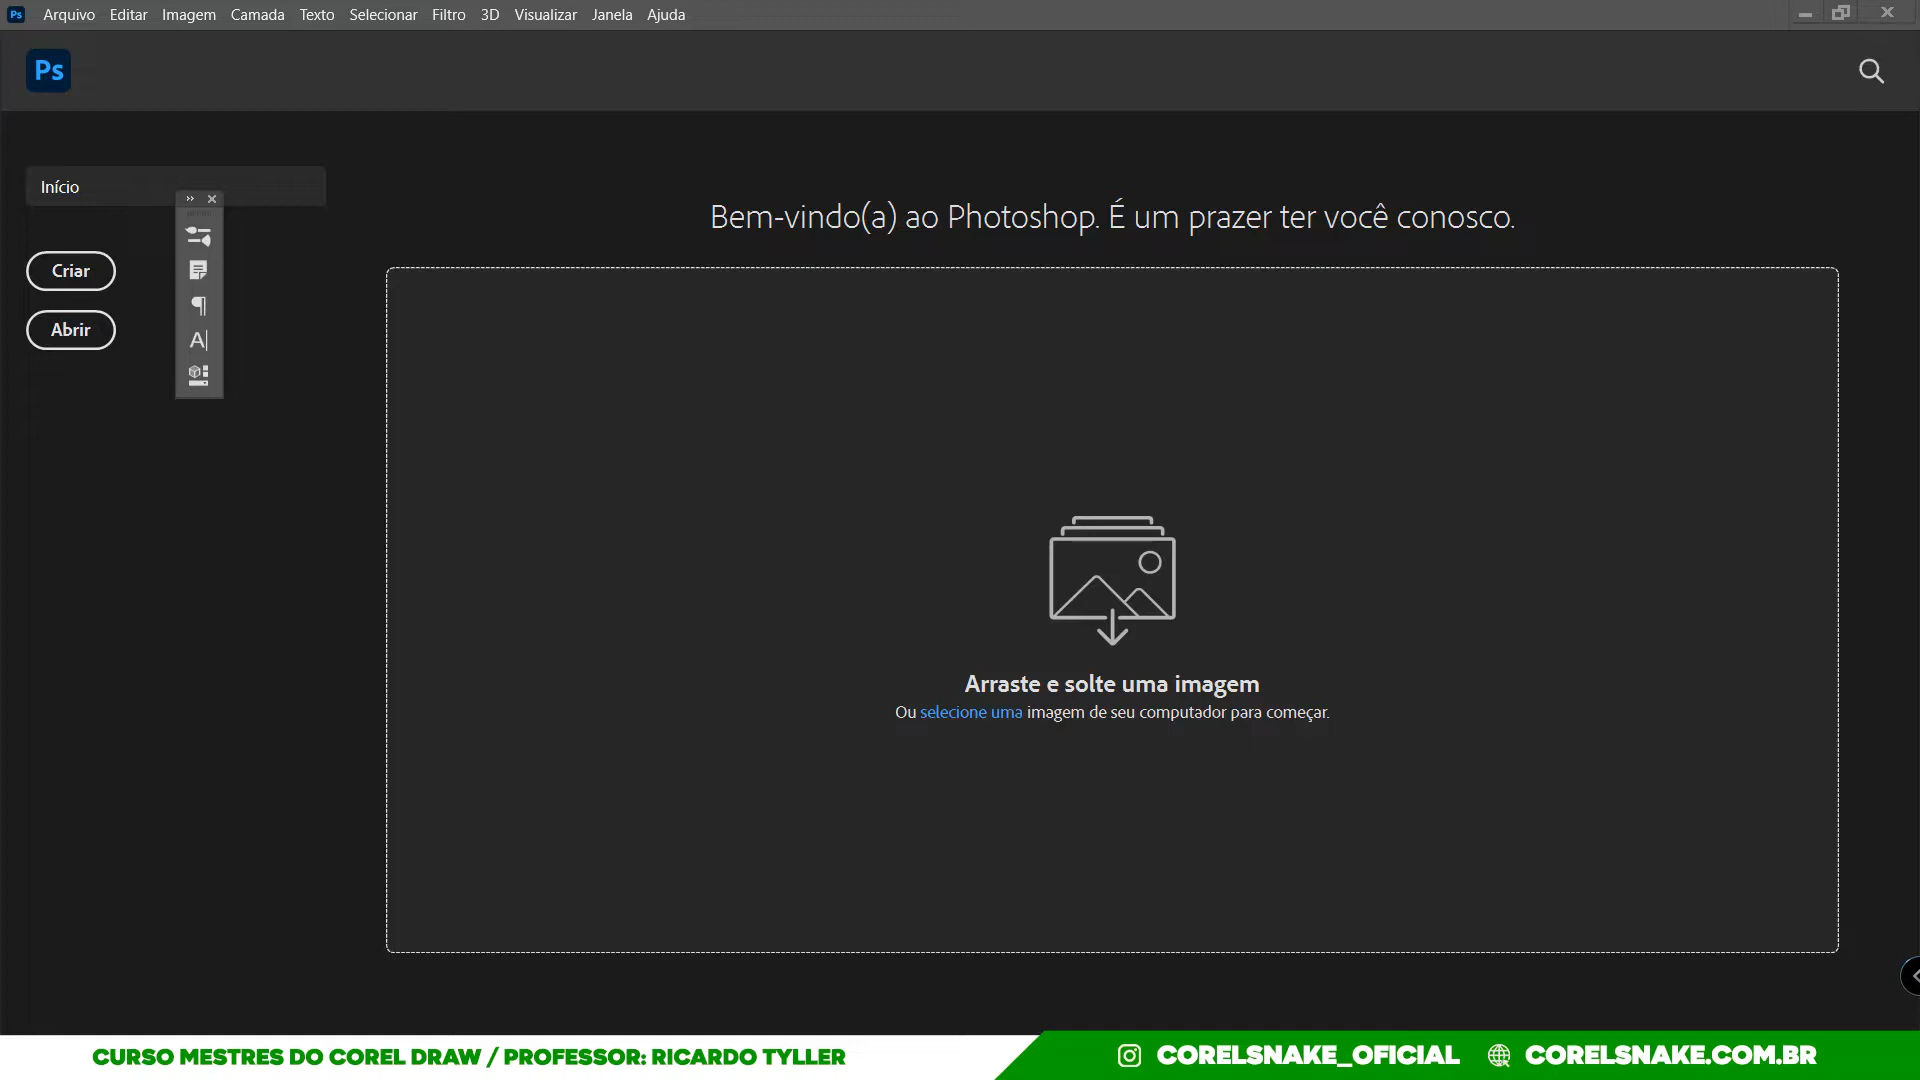 Ps Arquivo Editar Imagem Camada Texto Selecionar Filtro 3D Visualizar Janela Ajuda
Ps
Início
Bem-vindo(a) ao Photoshop. É um prazer ter você conosco.
Criar
Abrir
A
Arraste e solte uma imagem
Ou selecione uma imagem de seu computador para começar.
CURSO MESTRES DO COREL DRAW / PROFESSOR: RICARDO TYLLER
CORELSNAKE_OFICIAL CORELSNAKE.COM.BR